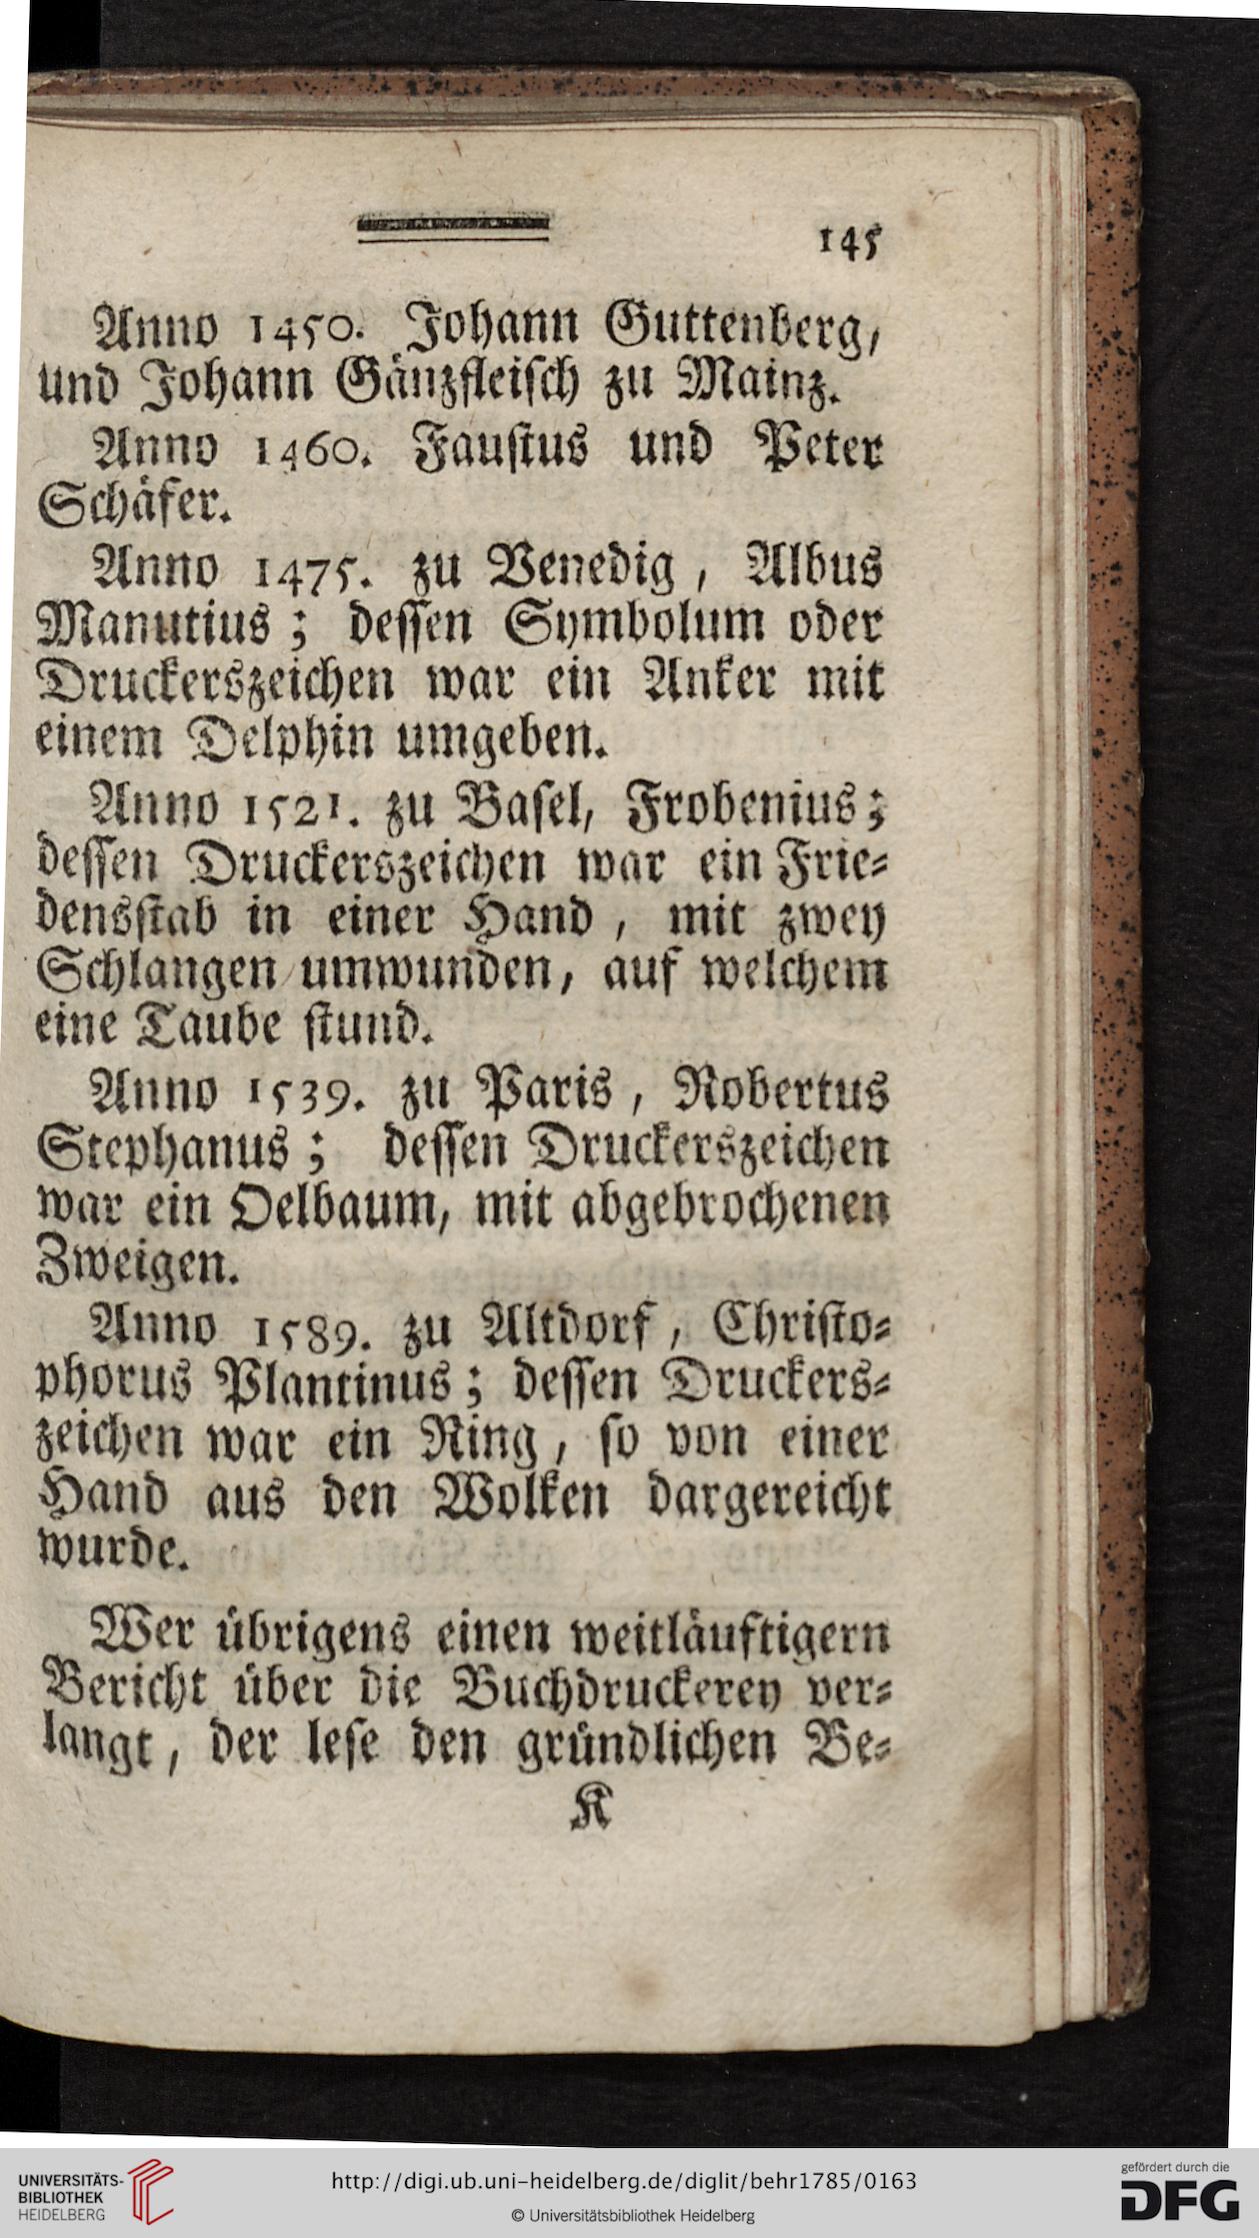 145
Anno 1450. Johann Guttenberg,
und Johann Gänzfleisch zu Mainz.
Anno 1460. Faustus und Peter
Schäfer.
Anno 1475. zu Venedig, Albus
Manutius; dessen Symbolum oder
Druckerszeichen war ein Anker mit
einem Delphin umgeben.
Anno 1521. zu Basel, Frobenius;
dessen Druckerszeichen war ein Frie-
densstab in einer Hand, mit zwey
Schlangen umwunden, auf welchem
eine Taube stund.
Anno 1539. zu Paris, Robertus
Stephanus; dessen Druckerszeichen
war ein Oelbaum, mit abgebrochenen
Zweigen.
Anno 1589. zu Altdorf, Christo-
phorus Plantinus; dessen Druckers-
zeichen war ein Ring, so von einer
Hand aus den Wolken dargereicht
wurde.
Wer übrigens einen weitläuftigern
Bericht über die Buchdruckerey ver-
langt, der lese den gründlichen Be-
K
UNIVERSITÄTS-
BIBLIOTHEK
HEIDELBERG
http://digi.ub.uni-heidelberg.de/diglit/behr1785/0163
© Universitätsbibliothek Heidelberg
gefördert durch die
DFG